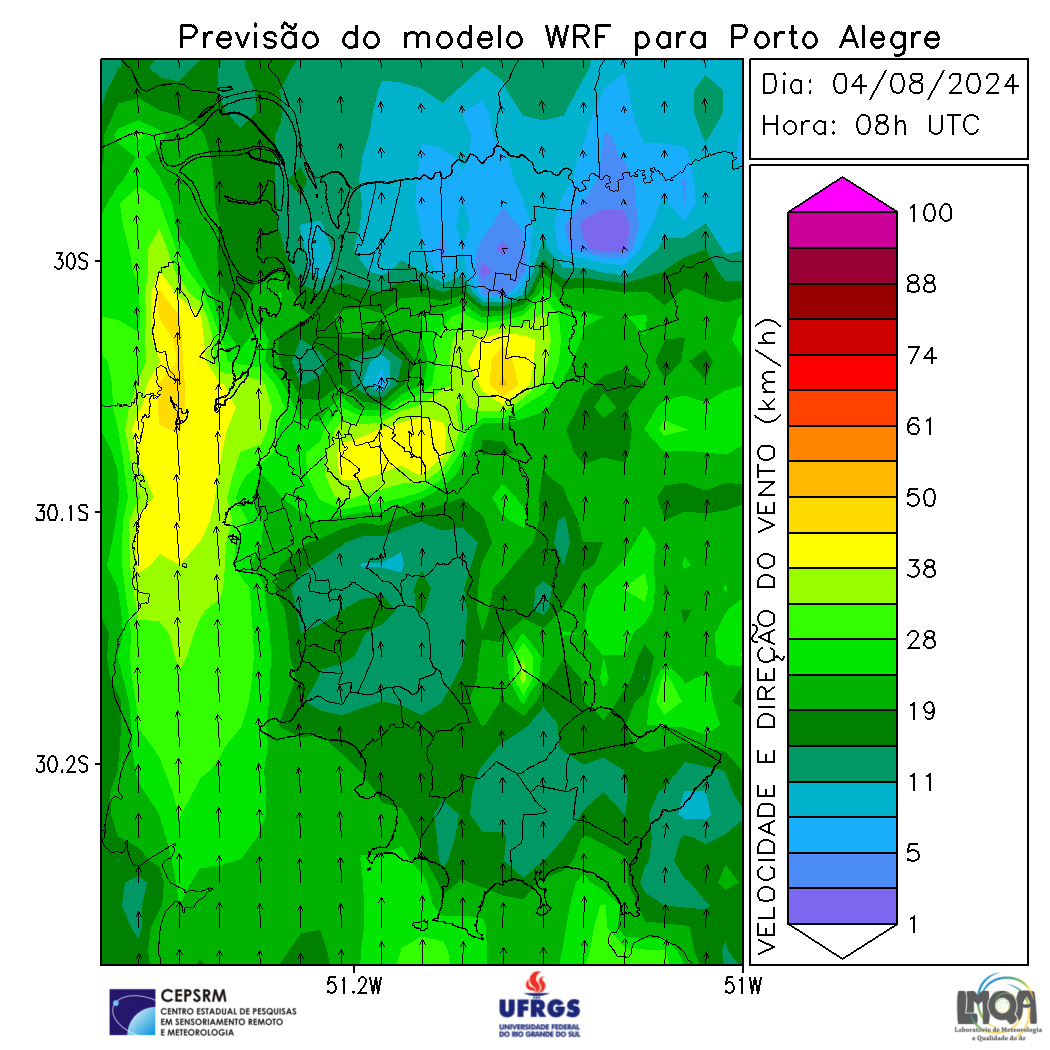 Previsão do modelo WRF para Porto Alegre
Dia: 04/08/2024
Hora: 08h UTC
30S
30.1S
30.2S
51.2W
51W
VELOCIDADE E DIREÇÃO DO VENTO (km/h)
100
88
74
61
50
38
28
19
11
5
1
CEPSRM
CENTRO ESTADUAL DE PESQUISAS
EM SENSORIAMENTO REMOTO
E METEOROLOGIA
UFRGS
UNIVERSIDADE FEDERAL
DO RIO GRANDE DO SUL
LMQA
Laboratório de Meteorologia
e Qualidade do Ar